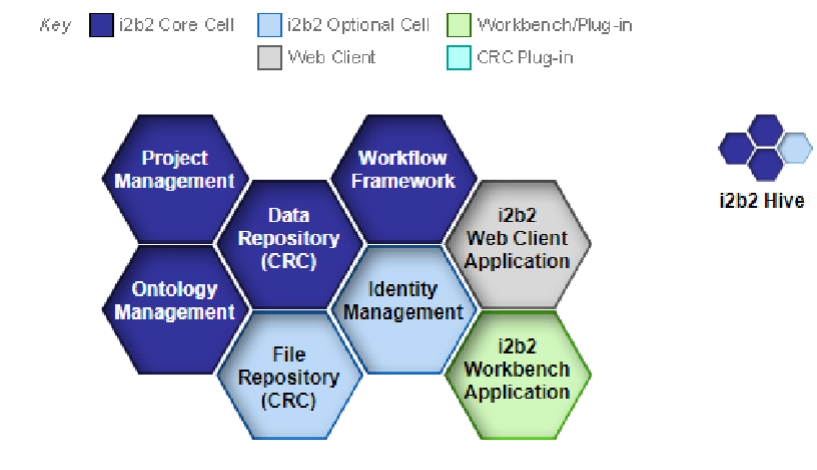 Key i2b2 Core Cell i2b2 Optional Cell Workbench/Plug-in
Web Client CRC Plug-in
Project
Management
Workflow
Framework
Data
Repository
(CRC)
i2b2
Web Client
Application
i2b2 Hive
Ontology
Management
Identity
Management
File
Repository
(CRC)
i2b2
Workbench
Application